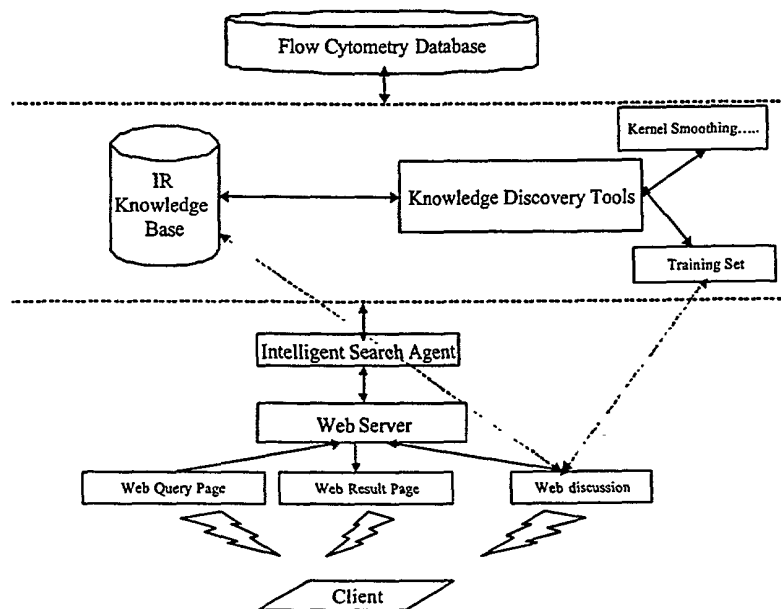 Flow Cytometry Database
Kernel Smoothing.....
IR
Knowledge
Base
Knowledge Discovery Tools
Training Set
Intelligent Search Agent
Web Server
Web Query Page
Web Result Page
Web discussion
Client